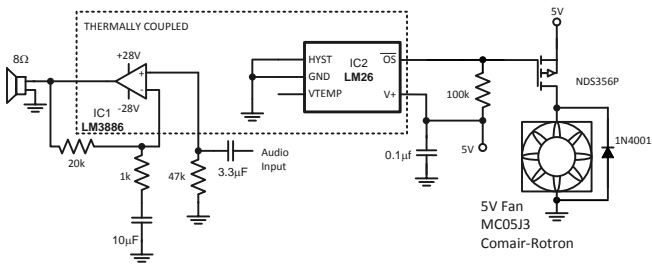 THERMALLY COUPLED
5V
8Ω
+28V
-28V
+
-
IC1
LM3886
HYST
GND
VTEMP
IC2
LM26
OS
V+
NDS356P
100k
20k
1k
47k
3.3µF
Audio
Input
10µF
0.1µf
5V
1N4001
5V Fan
MC05J3
Comair-Rotron